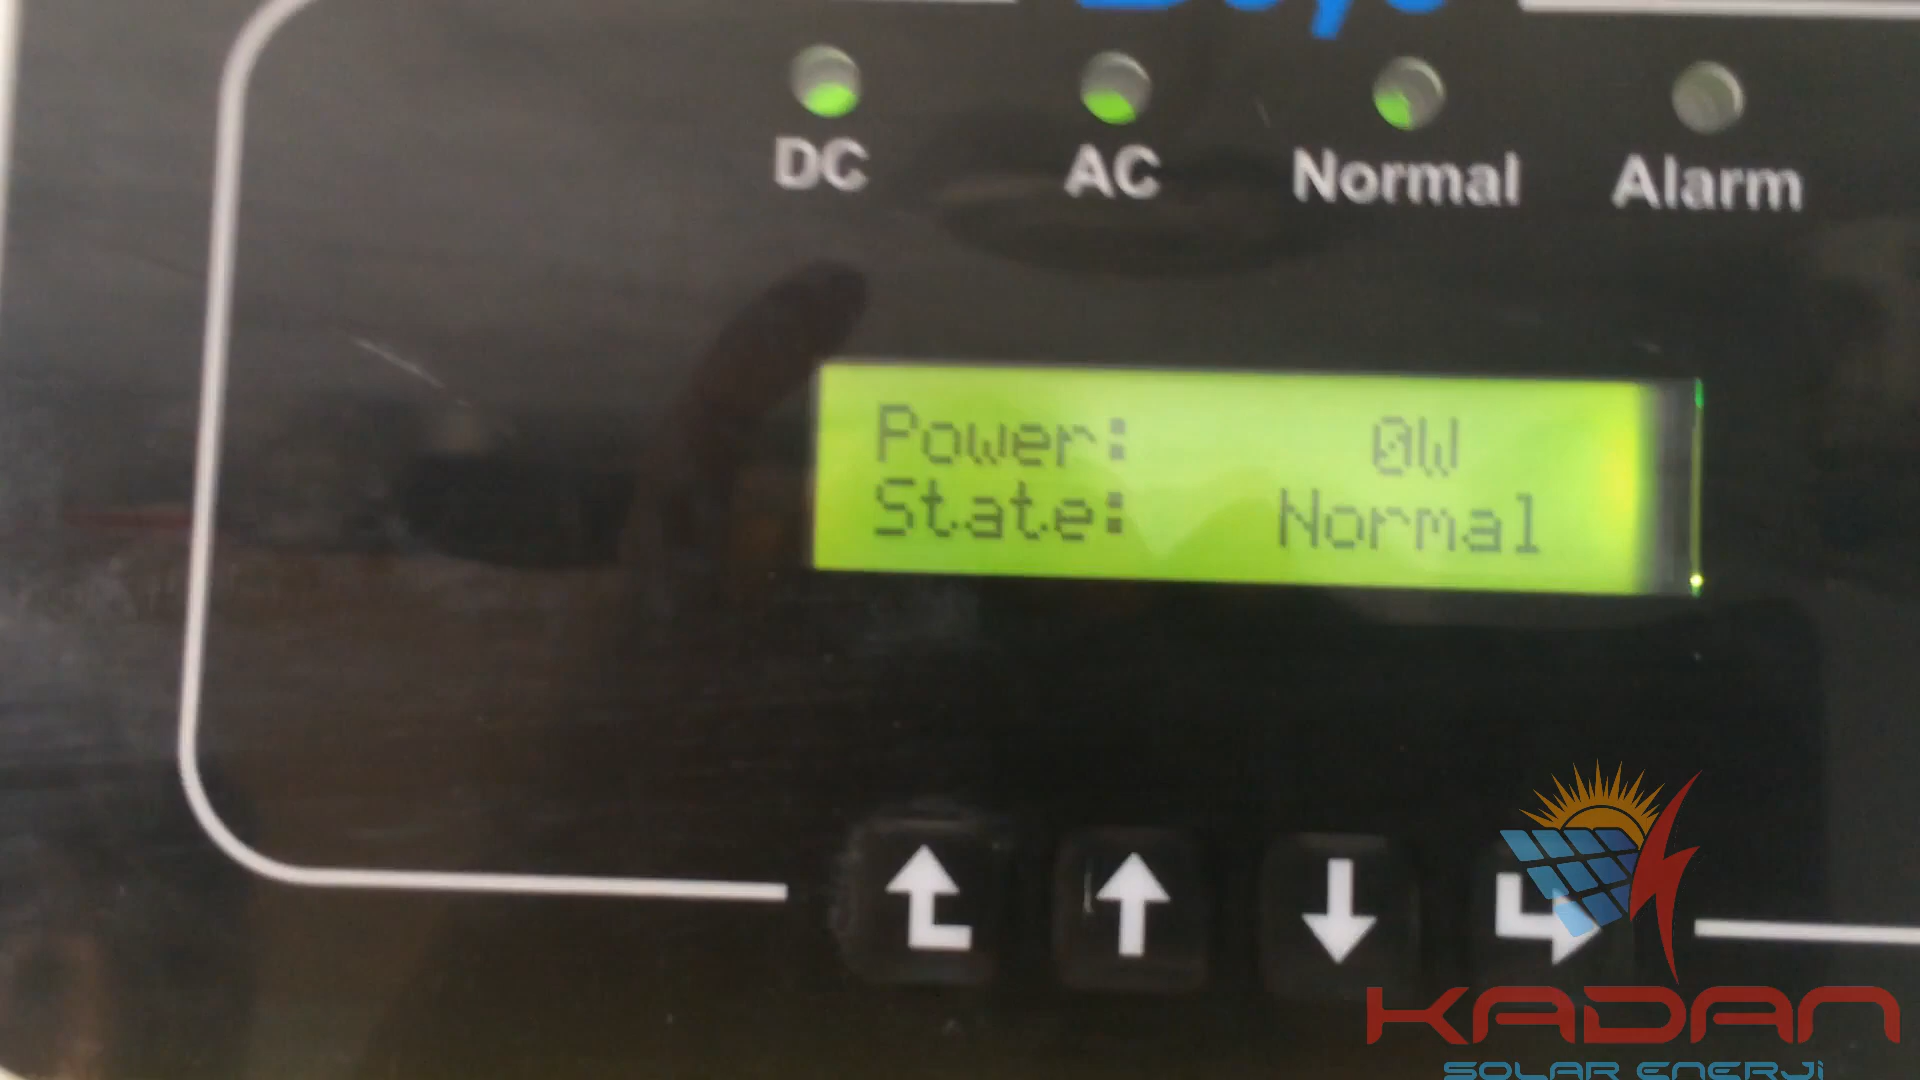 DC AC Normal Alarm
Power: 0W
State: Normal
KADAN
SOLAR ENERJİ